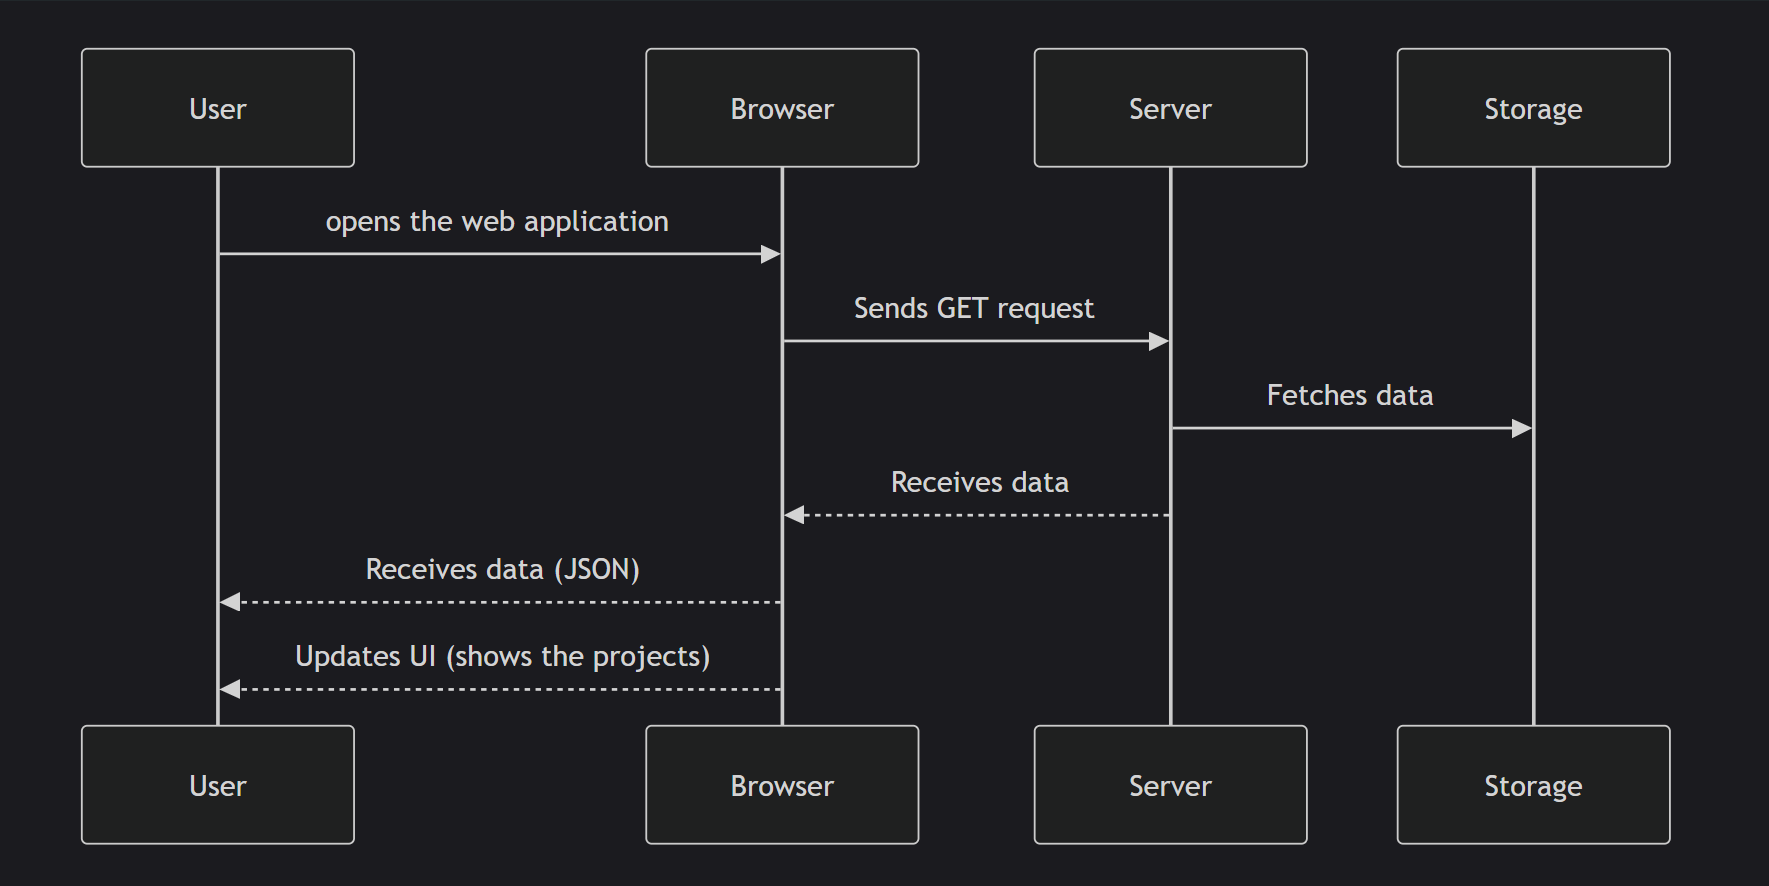 User
Browser
Server
Storage
opens the web application
Sends GET request
Fetches data
Receives data
Receives data (JSON)
Updates UI (shows the projects)
User
Browser
Server
Storage